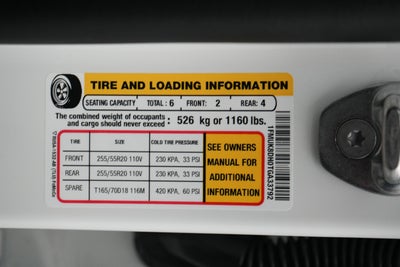 TIRE AND LOADING INFORMATION
SEATING CAPACITY TOTAL : 6 FRONT: 2 REAR: 4
The combined weight of occupants and cargo should never exceed : 526 kg or 1160 lbs.
TIRE SIZE COLD TIRE PRESSURE
FRONT 255/55R20 110V 230 KPA, 33 PSI
REAR 255/55R20 110V 230 KPA, 33 PSI
SPARE T165/70D18 116M 420 KPA, 60 PSI
SEE OWNERS
MANUAL FOR
ADDITIONAL
INFORMATION